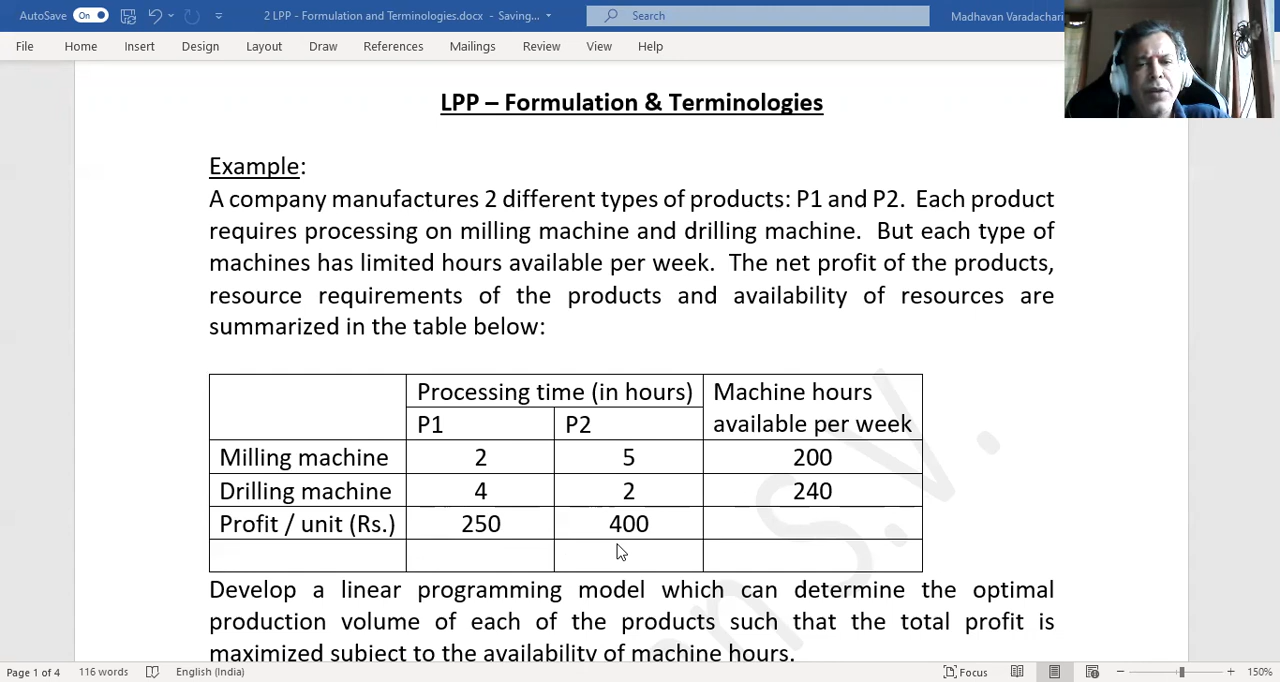 AutoSave On 2 LPP - Formulation and Terminologies.docx - Saving... Search Madhavan Varadachari
File Home Insert Design Layout Draw References Mailings Review View Help
LPP – Formulation & Terminologies
Example:
A company manufactures 2 different types of products: P1 and P2. Each product
requires processing on milling machine and drilling machine. But each type of
machines has limited hours available per week. The net profit of the products,
resource requirements of the products and availability of resources are
summarized in the table below:
Processing time (in hours) Machine hours
P1 P2 available per week
Milling machine 2 5 200
Drilling machine 4 2 240
Profit / unit (Rs.) 250 400
Develop a linear programming model which can determine the optimal
production volume of each of the products such that the total profit is
maximized subject to the availability of machine hours.
S.V.
Page 1 of 4 116 words English (India) Focus 150%